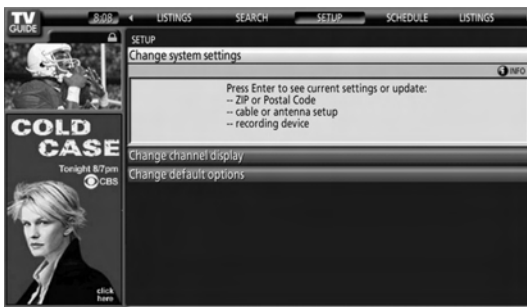 TV GUIDE
8:08
LISTINGS SEARCH SETUP SCHEDULE LISTINGS
SETUP
Change system settings
INFO
Press Enter to see current settings or update:
-- ZIP or Postal Code
-- cable or antenna setup
-- recording device
Change channel display
Change default options
COLD
CASE
Tonight 8/7pm
CBS
click
here